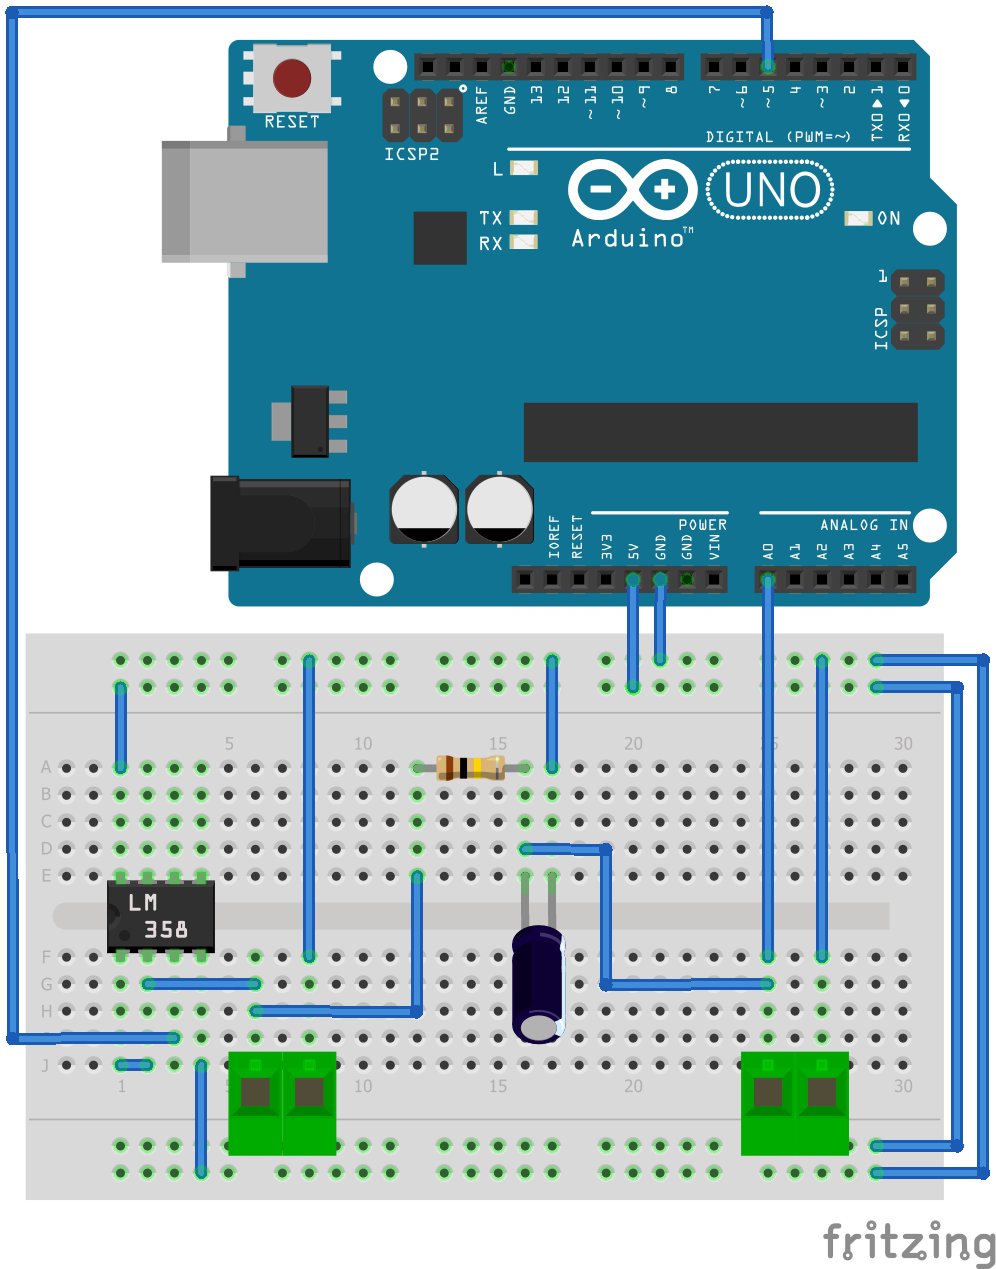 RESET
ICSP2
AREF
GND
13
12
~11
~10
~9
8
7
~6
~5
4
~3
2
TX0▶1
RX0◀0
DIGITAL (PWM=~)
L
TX
RX
UNO
Arduino™
ON
1
ICSP
POWER
ANALOG IN
IOREF
RESET
3V3
5V
GND
GND
VIN
A0
A1
A2
A3
A4
A5
5 10 15 20 25 30
A
B
C
D
E
LM
358
F
G
H
J
1 5 10 15 20 30
fritzing